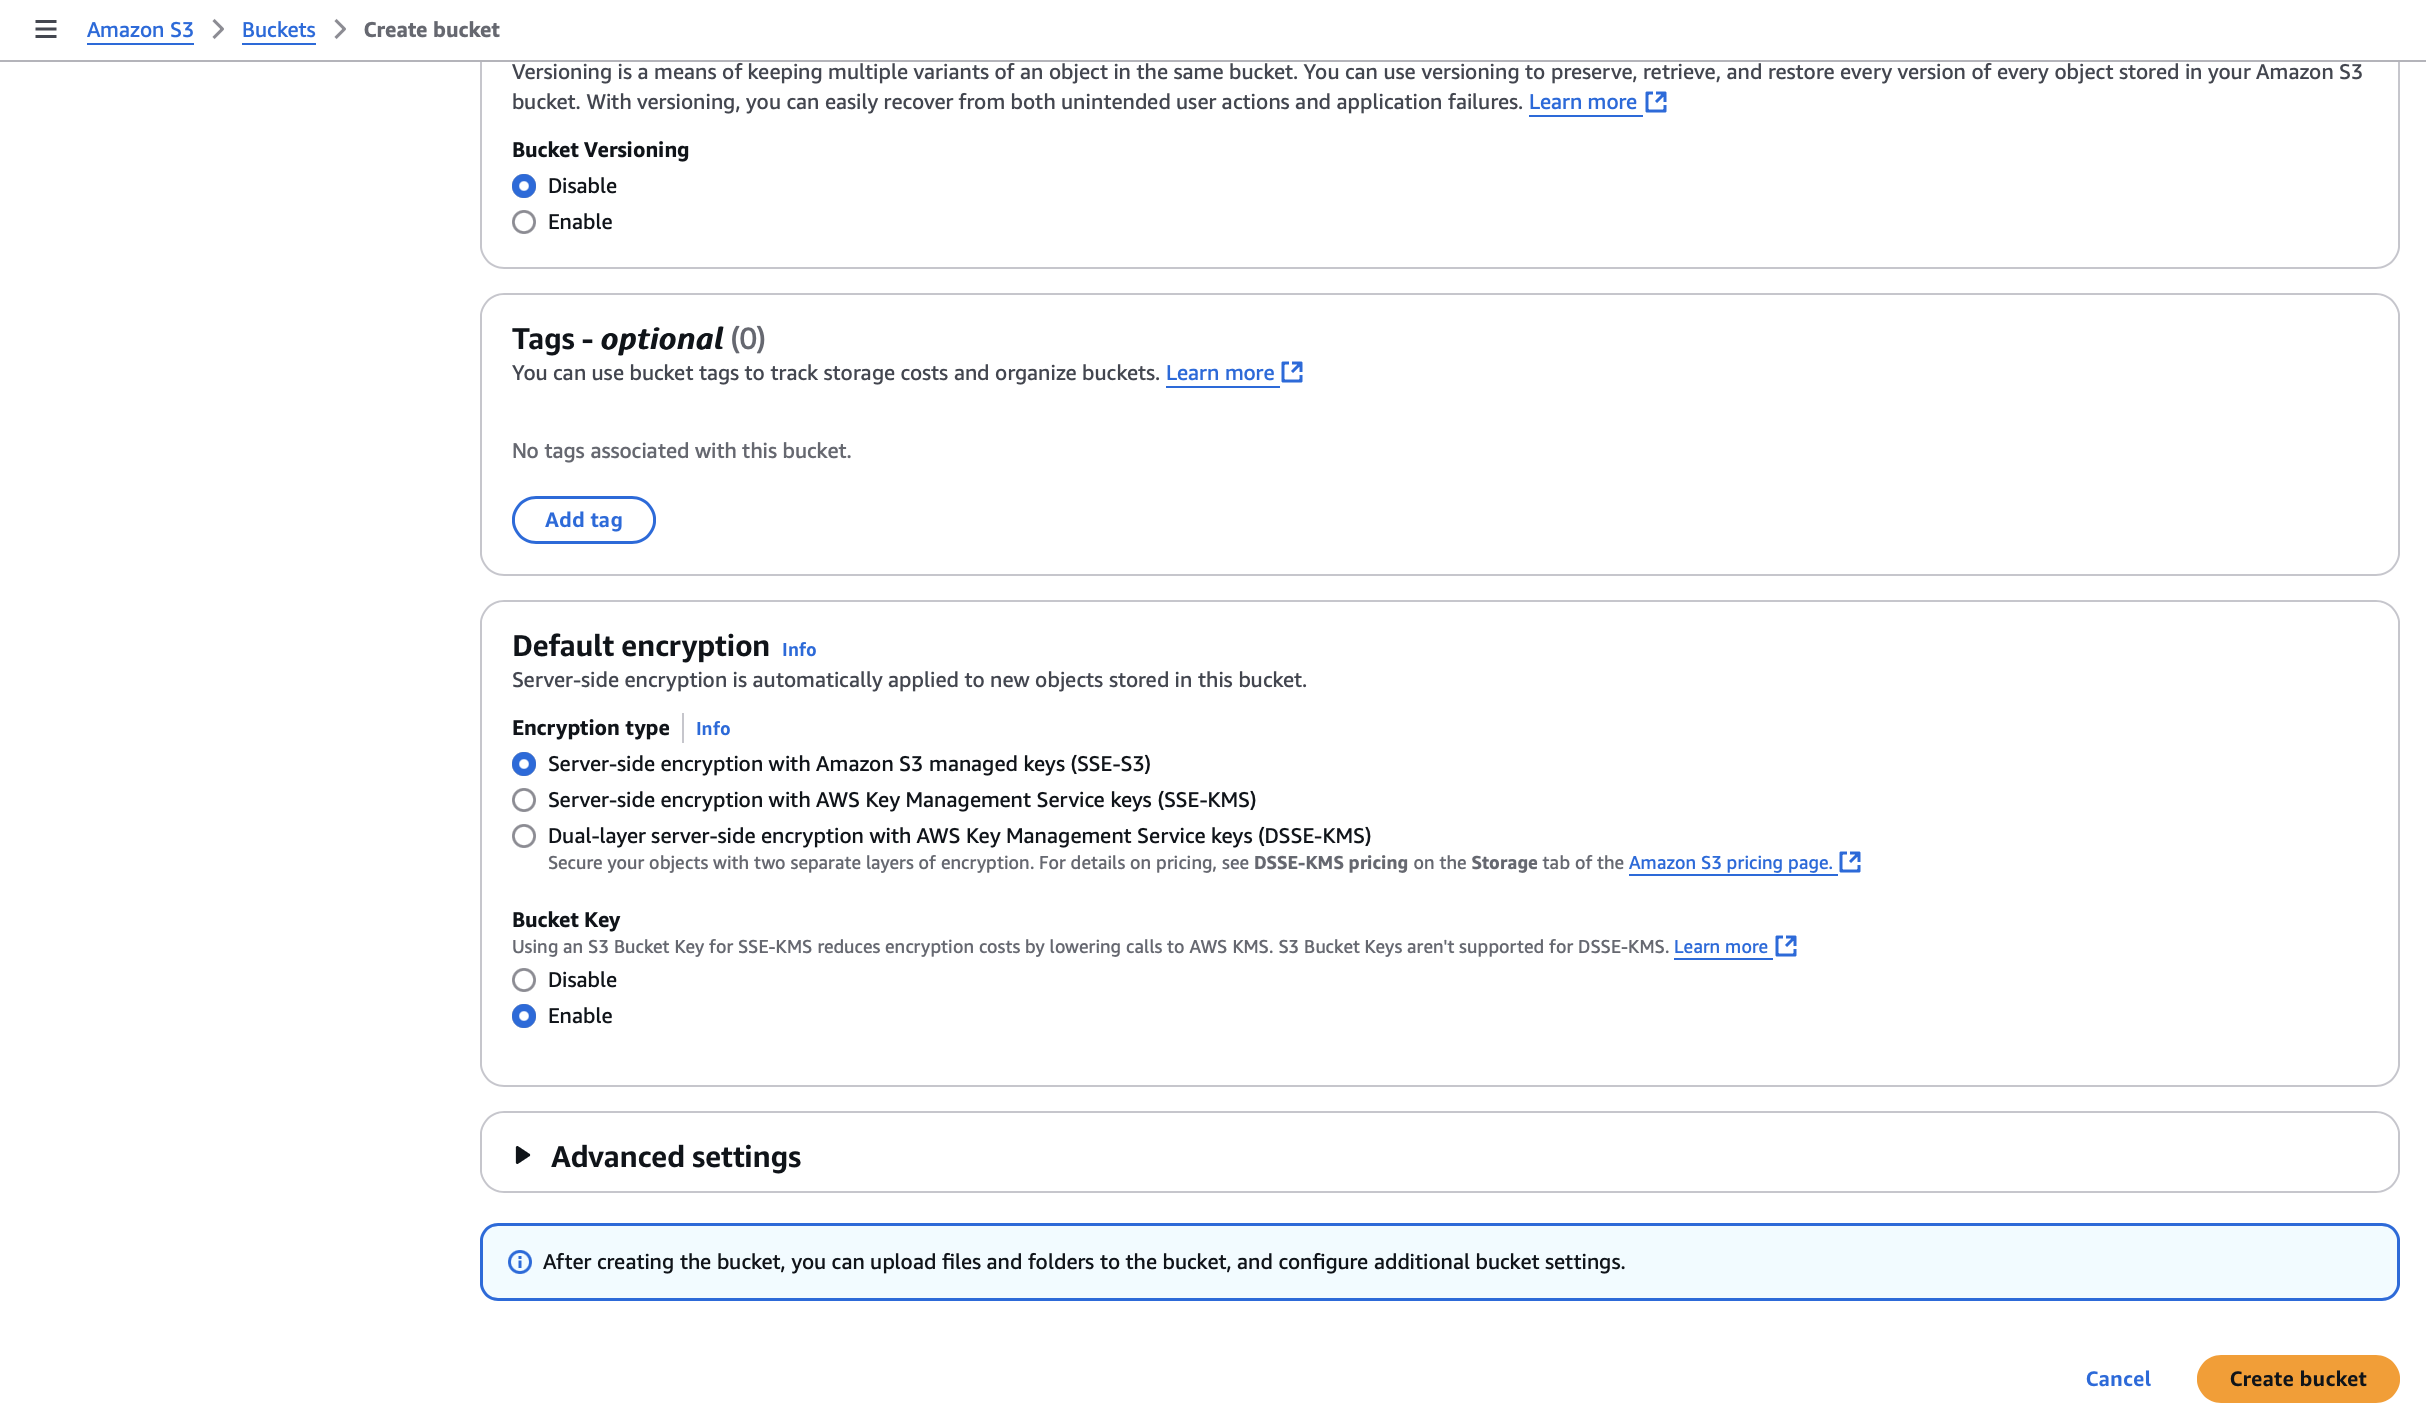 Amazon S3 > Buckets > Create bucket
Versioning is a means of keeping multiple variants of an object in the same bucket. You can use versioning to preserve, retrieve, and restore every version of every object stored in your Amazon S3
bucket. With versioning, you can easily recover from both unintended user actions and application failures. Learn more
Bucket Versioning
Disable
Enable
Tags - optional (0)
You can use bucket tags to track storage costs and organize buckets. Learn more
No tags associated with this bucket.
Add tag
Default encryption Info
Server-side encryption is automatically applied to new objects stored in this bucket.
Encryption type Info
Server-side encryption with Amazon S3 managed keys (SSE-S3)
Server-side encryption with AWS Key Management Service keys (SSE-KMS)
Dual-layer server-side encryption with AWS Key Management Service keys (DSSE-KMS)
Secure your objects with two separate layers of encryption. For details on pricing, see DSSE-KMS pricing on the Storage tab of the Amazon S3 pricing page.
Bucket Key
Using an S3 Bucket Key for SSE-KMS reduces encryption costs by lowering calls to AWS KMS. S3 Bucket Keys aren't supported for DSSE-KMS. Learn more
Disable
Enable
Advanced settings
After creating the bucket, you can upload files and folders to the bucket, and configure additional bucket settings.
Cancel Create bucket